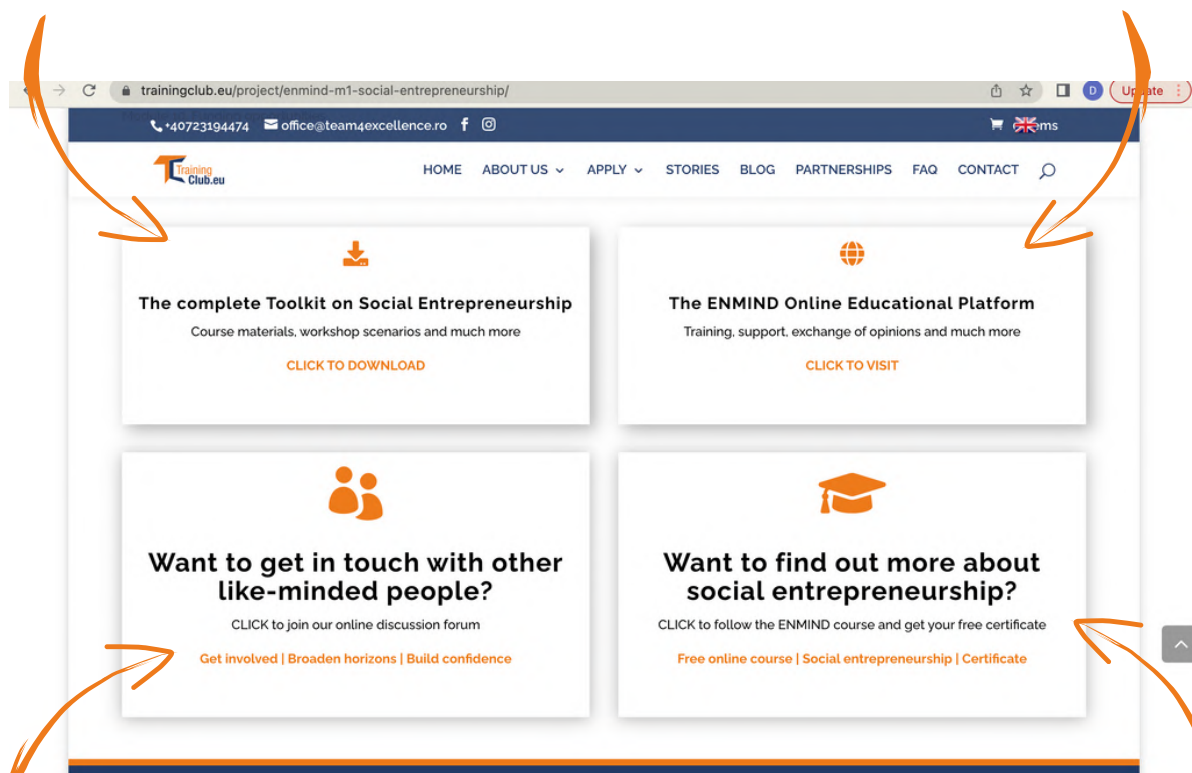 trainingclub.eu/project/enmind-m1-social-entrepreneurship/
D
Update
+40723194474 office@team4excellence.ro
Training
Club.eu
HOME ABOUT US APPLY STORIES BLOG PARTNERSHIPS FAQ CONTACT
The complete Toolkit on Social Entrepreneurship
Course materials, workshop scenarios and much more
CLICK TO DOWNLOAD
The ENMIND Online Educational Platform
Training, support, exchange of opinions and much more
CLICK TO VISIT
Want to get in touch with other
like-minded people?
CLICK to join our online discussion forum
Get involved | Broaden horizons | Build confidence
Want to find out more about
social entrepreneurship?
CLICK to follow the ENMIND course and get your free certificate
Free online course | Social entrepreneurship | Certificate